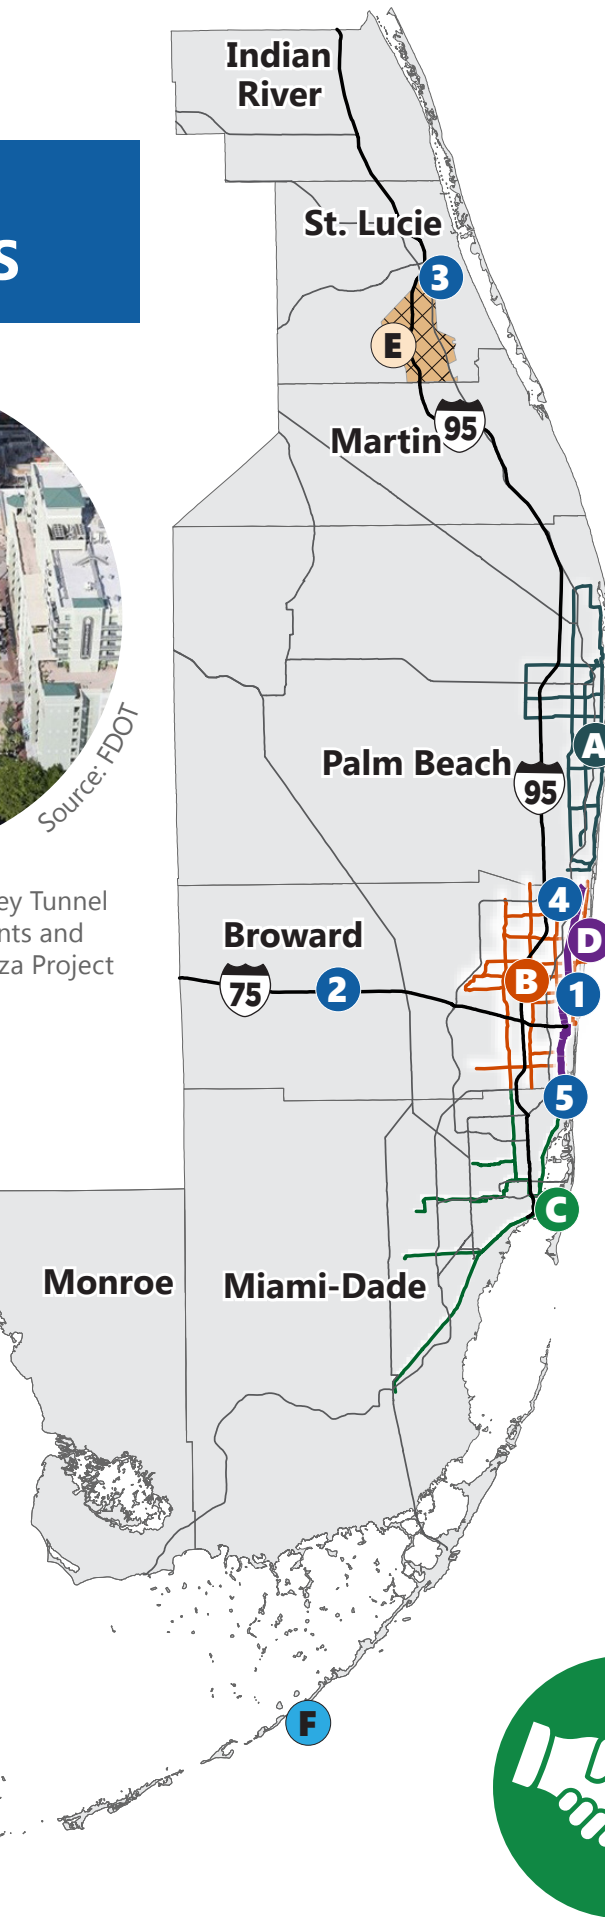 Indian
River
S
St. Lucie
3
E
95
Martin
Source: FDOT
A
Palm Beach
95
ey Tunnel
nts and
za Project
4
D
Broward
B
75
2
1
5
C
Monroe
Miami-Dade
F